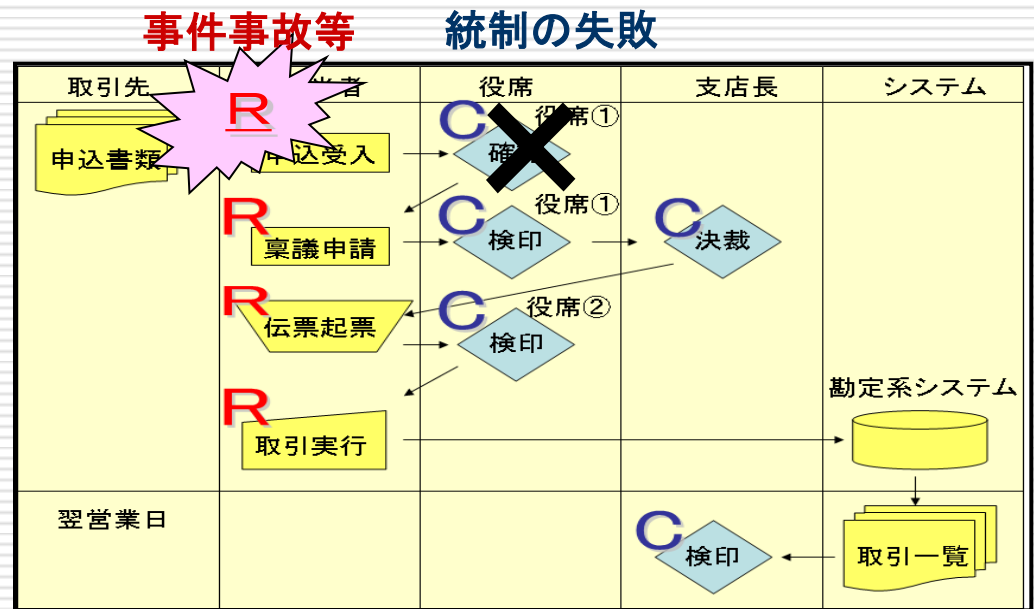 事件事故等 統制の失敗
取引先 当者 役席 支店長 システム
R C 役席①
申込書類 申込受入 確
R C 役席① C
稟議申請 検印 決裁
R C 役席②
伝票起票 検印
勘定系システム
R
取引実行
翌営業日 C
検印 取引一覧